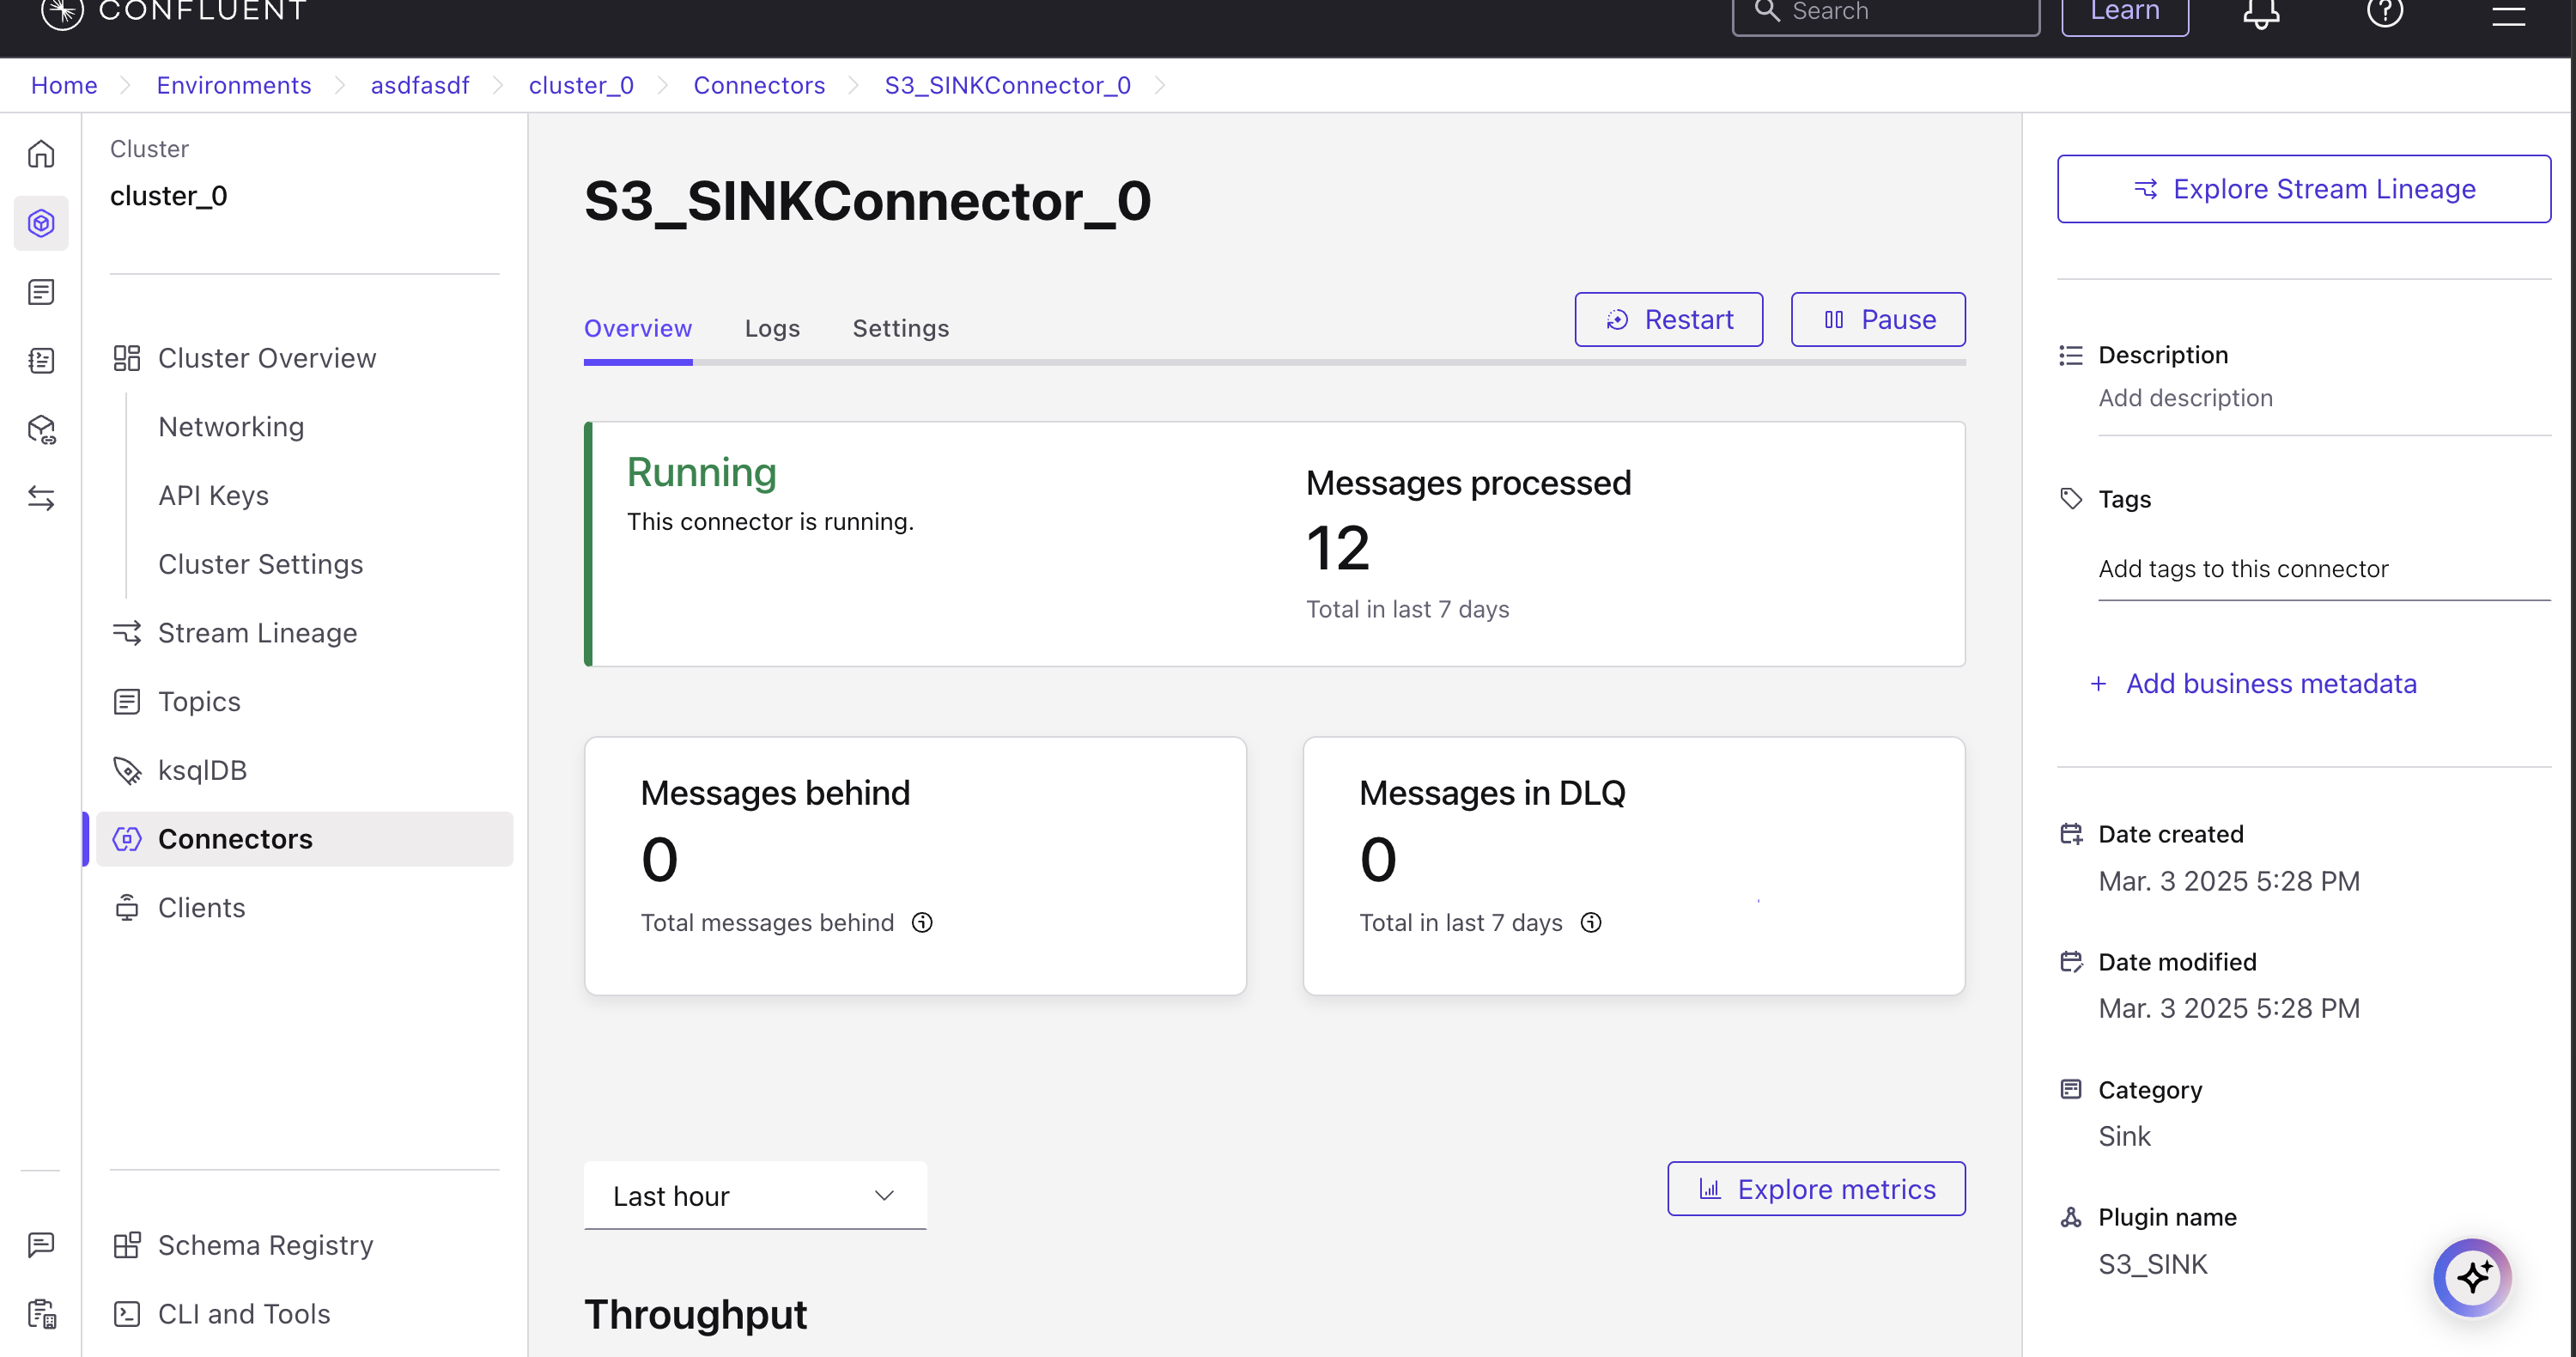 CONFLUENT
Search
Learn
Home
Environments
asdfasdf
cluster_0
Connectors
S3_SINKConnector_0
Cluster
cluster_0
Cluster Overview
Networking
API Keys
Cluster Settings
Stream Lineage
Topics
ksqlDB
Connectors
Clients
Schema Registry
CLI and Tools
S3_SINKConnector_0
Overview
Logs
Settings
Restart
Pause
Running
This connector is running.
Messages processed
12
Total in last 7 days
Messages behind
0
Total messages behind
Messages in DLQ
0
Total in last 7 days
Last hour
Explore metrics
Throughput
Explore Stream Lineage
Description
Add description
Tags
Add tags to this connector
+ Add business metadata
Date created
Mar. 3 2025 5:28 PM
Date modified
Mar. 3 2025 5:28 PM
Category
Sink
Plugin name
S3_SINK